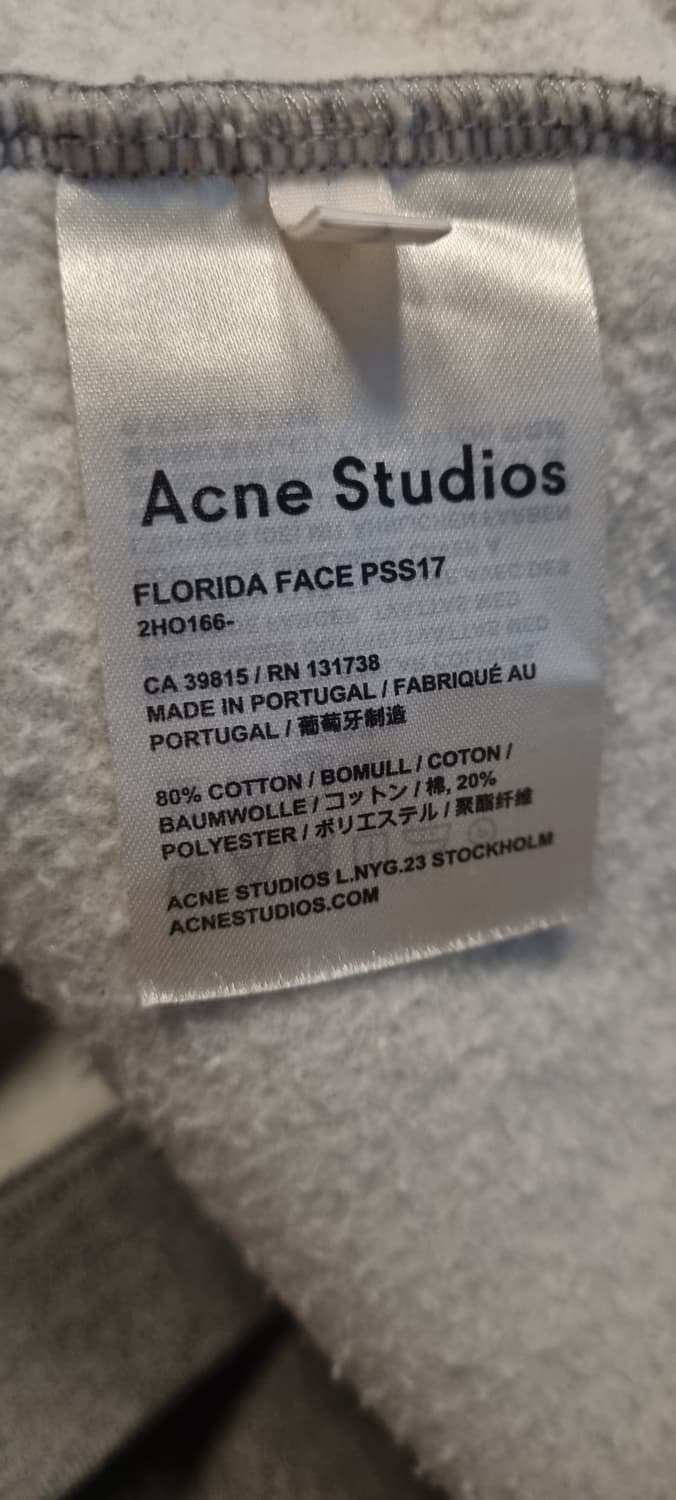 Acne Studios
FLORIDA FACE PSS17
2HO166-
CA 39815 / RN 131738
MADE IN PORTUGAL / FABRIQUÉ AU
PORTUGAL / 葡萄牙制造
80% COTTON / BOMULL / COTON /
BAUMWOLLE / コットン / 棉, 20%
POLYESTER / ポリエステル / 聚酯纤维
ACNE STUDIOS L.NYG.23 STOCKHOLM
ACNESTUDIOS.COM